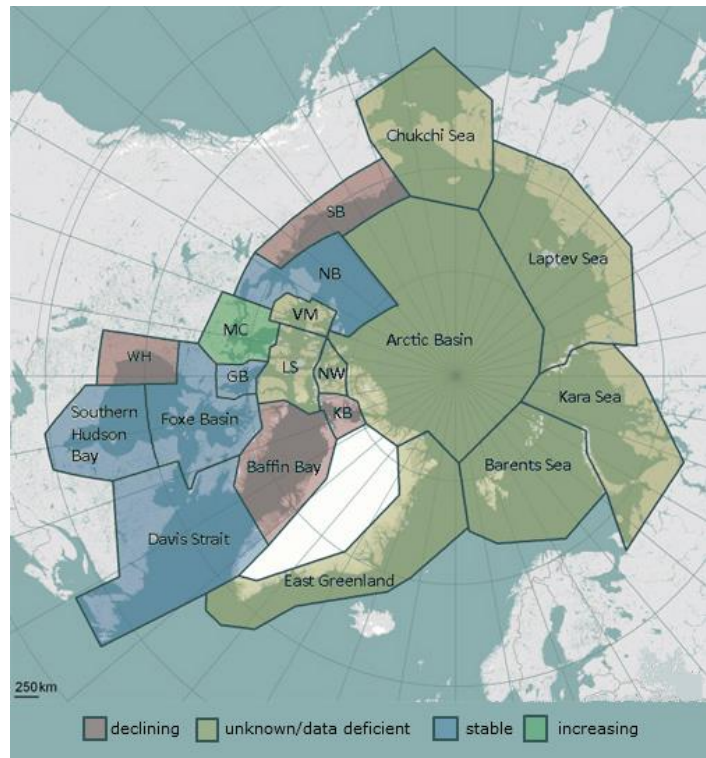 Chukchi Sea
SB
Laptev Sea
NB
VM
MC
Arctic Basin
WH
LS
NW
GB
Kara Sea
KB
Southern
Hudson
Bay
Foxe Basin
Baffin Bay
Barents Sea
Davis Strait
East Greenland
250km
declining
unknown/data deficient
stable
increasing